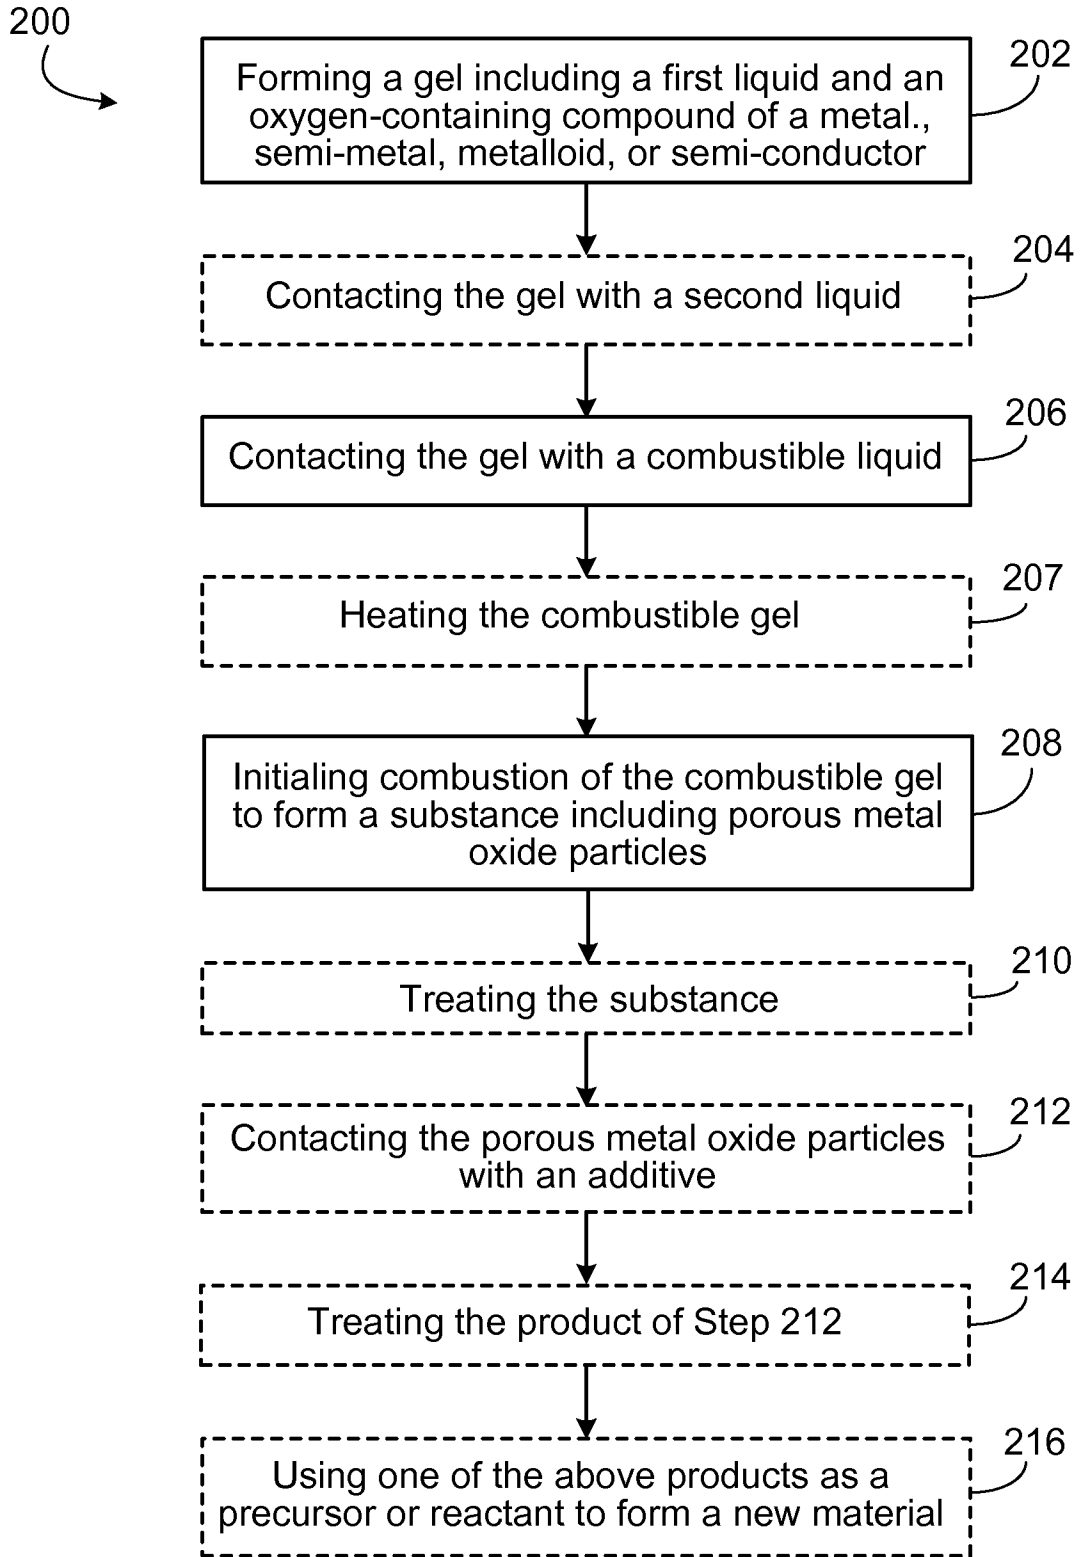 200
202
Forming a gel including a first liquid and an
oxygen-containing compound of a metal.,
semi-metal, metalloid, or semi-conductor
204
Contacting the gel with a second liquid
206
Contacting the gel with a combustible liquid
207
Heating the combustible gel
208
Initialing combustion of the combustible gel
to form a substance including porous metal
oxide particles
210
Treating the substance
212
Contacting the porous metal oxide particles
with an additive
214
Treating the product of Step 212
216
Using one of the above products as a
precursor or reactant to form a new material